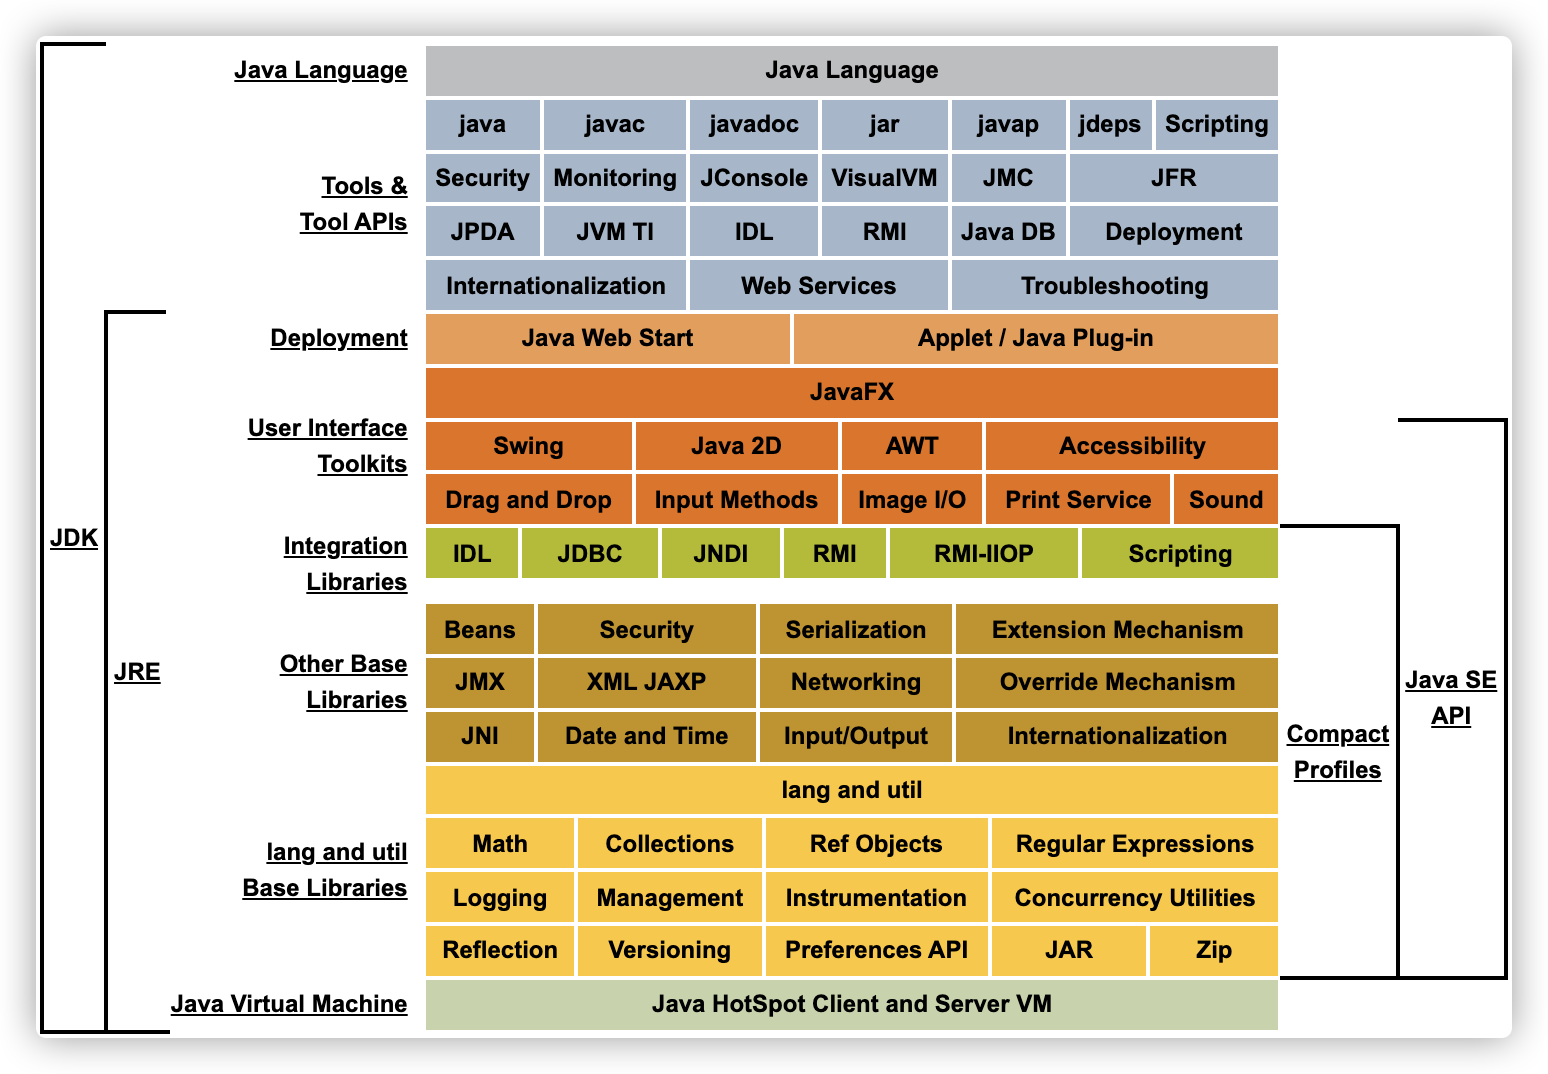 Java Language
Java Language
java javac javadoc jar javap jdeps Scripting
Tools &
Tool APIs
Security Monitoring JConsole VisualVM JMC JFR
JPDA JVM TI IDL RMI Java DB Deployment
Internationalization Web Services Troubleshooting
Deployment
Java Web Start Applet / Java Plug-in
JavaFX
User Interface
Toolkits
Swing Java 2D AWT Accessibility
Drag and Drop Input Methods Image I/O Print Service Sound
JDK
Integration
Libraries
IDL JDBC JNDI RMI RMI-IIOP Scripting
JRE
Other Base
Libraries
Beans Security Serialization Extension Mechanism
JMX XML JAXP Networking Override Mechanism
JNI Date and Time Input/Output Internationalization
Java SE
API
Compact
Profiles
lang and util
lang and util
Base Libraries
Math Collections Ref Objects Regular Expressions
Logging Management Instrumentation Concurrency Utilities
Reflection Versioning Preferences API JAR Zip
Java Virtual Machine
Java HotSpot Client and Server VM